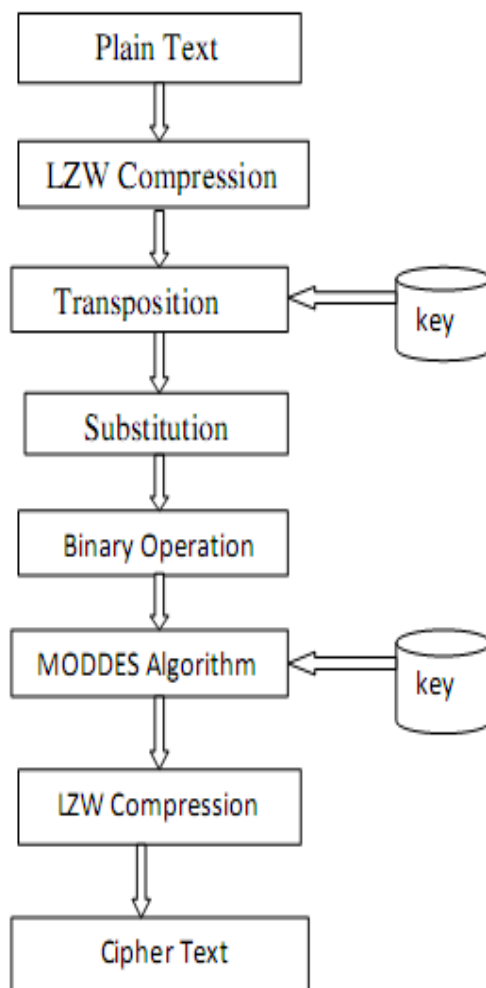 Plain Text
LZW Compression
Transposition
key
Substitution
Binary Operation
MODDES Algorithm
key
LZW Compression
Cipher Text